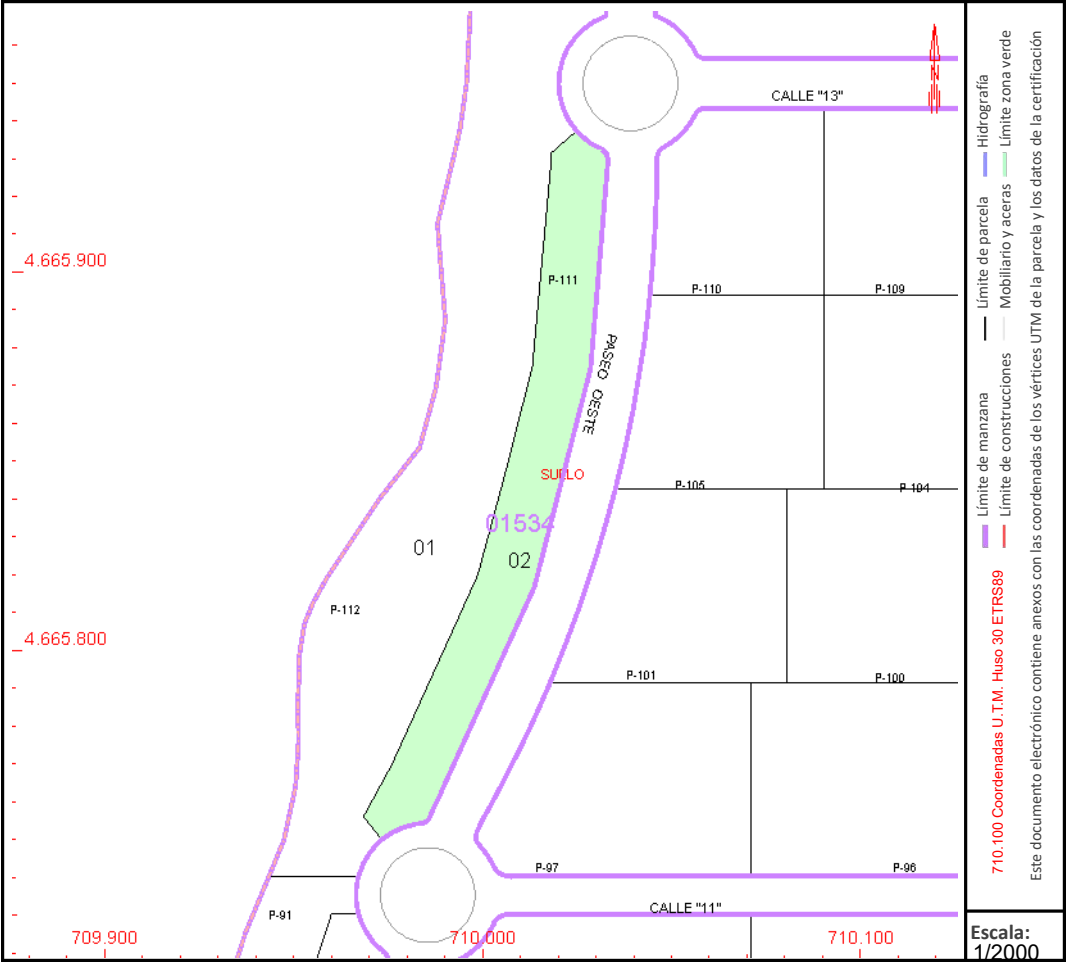 CALLE "13"
N
4.665.900
P-111
P-110
P-109
PASEO OESTE
SUELO
P-105
P-104
01534
01
02
P-112
4.665.800
P-101
P-100
P-97
P-96
P-91
CALLE "11"
709.900
710.000
710.100
Límite de manzana
Límite de parcela
Hidrografía
Límite de construcciones
Mobiliario y aceras
Límite zona verde
710.100 Coordenadas U.T.M. Huso 30 ETRS89
Este documento electrónico contiene anexos con las coordenadas de los vértices UTM de la parcela y los datos de la certificación
Escala:
1/2000